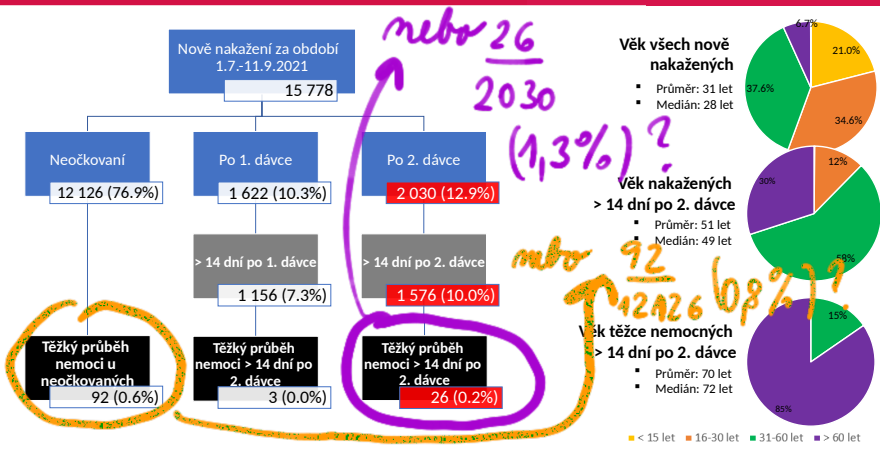 nebo 26
2030
(1,3%) ?
Nově nakažení za období
1.7.-11.9.2021
15 778
Neočkovaní
12 126 (76.9%)
Po 1. dávce
1 622 (10.3%)
Po 2. dávce
2 030 (12.9%)
> 14 dní po 1. dávce
1 156 (7.3%)
> 14 dní po 2. dávce
1 576 (10.0%)
Těžký průběh
nemoci u
neočkovaných
92 (0.6%)
Těžký průběh
nemoci > 14 dní po
2. dávce
3 (0.0%)
Těžký průběh
nemoci > 14 dní po
2. dávce
26 (0.2%)
nebo 92
12126 (0,8%) ?
Věk všech nově
nakažených
▪ Průměr: 31 let
▪ Medián: 28 let
6.7%
21.0%
37.6%
34.6%
Věk nakažených
> 14 dní po 2. dávce
▪ Průměr: 51 let
▪ Medián: 49 let
12%
30%
58%
Věk těžce nemocných
> 14 dní po 2. dávce
▪ Průměr: 70 let
▪ Medián: 72 let
15%
85%
< 15 let
16-30 let
31-60 let
> 60 let